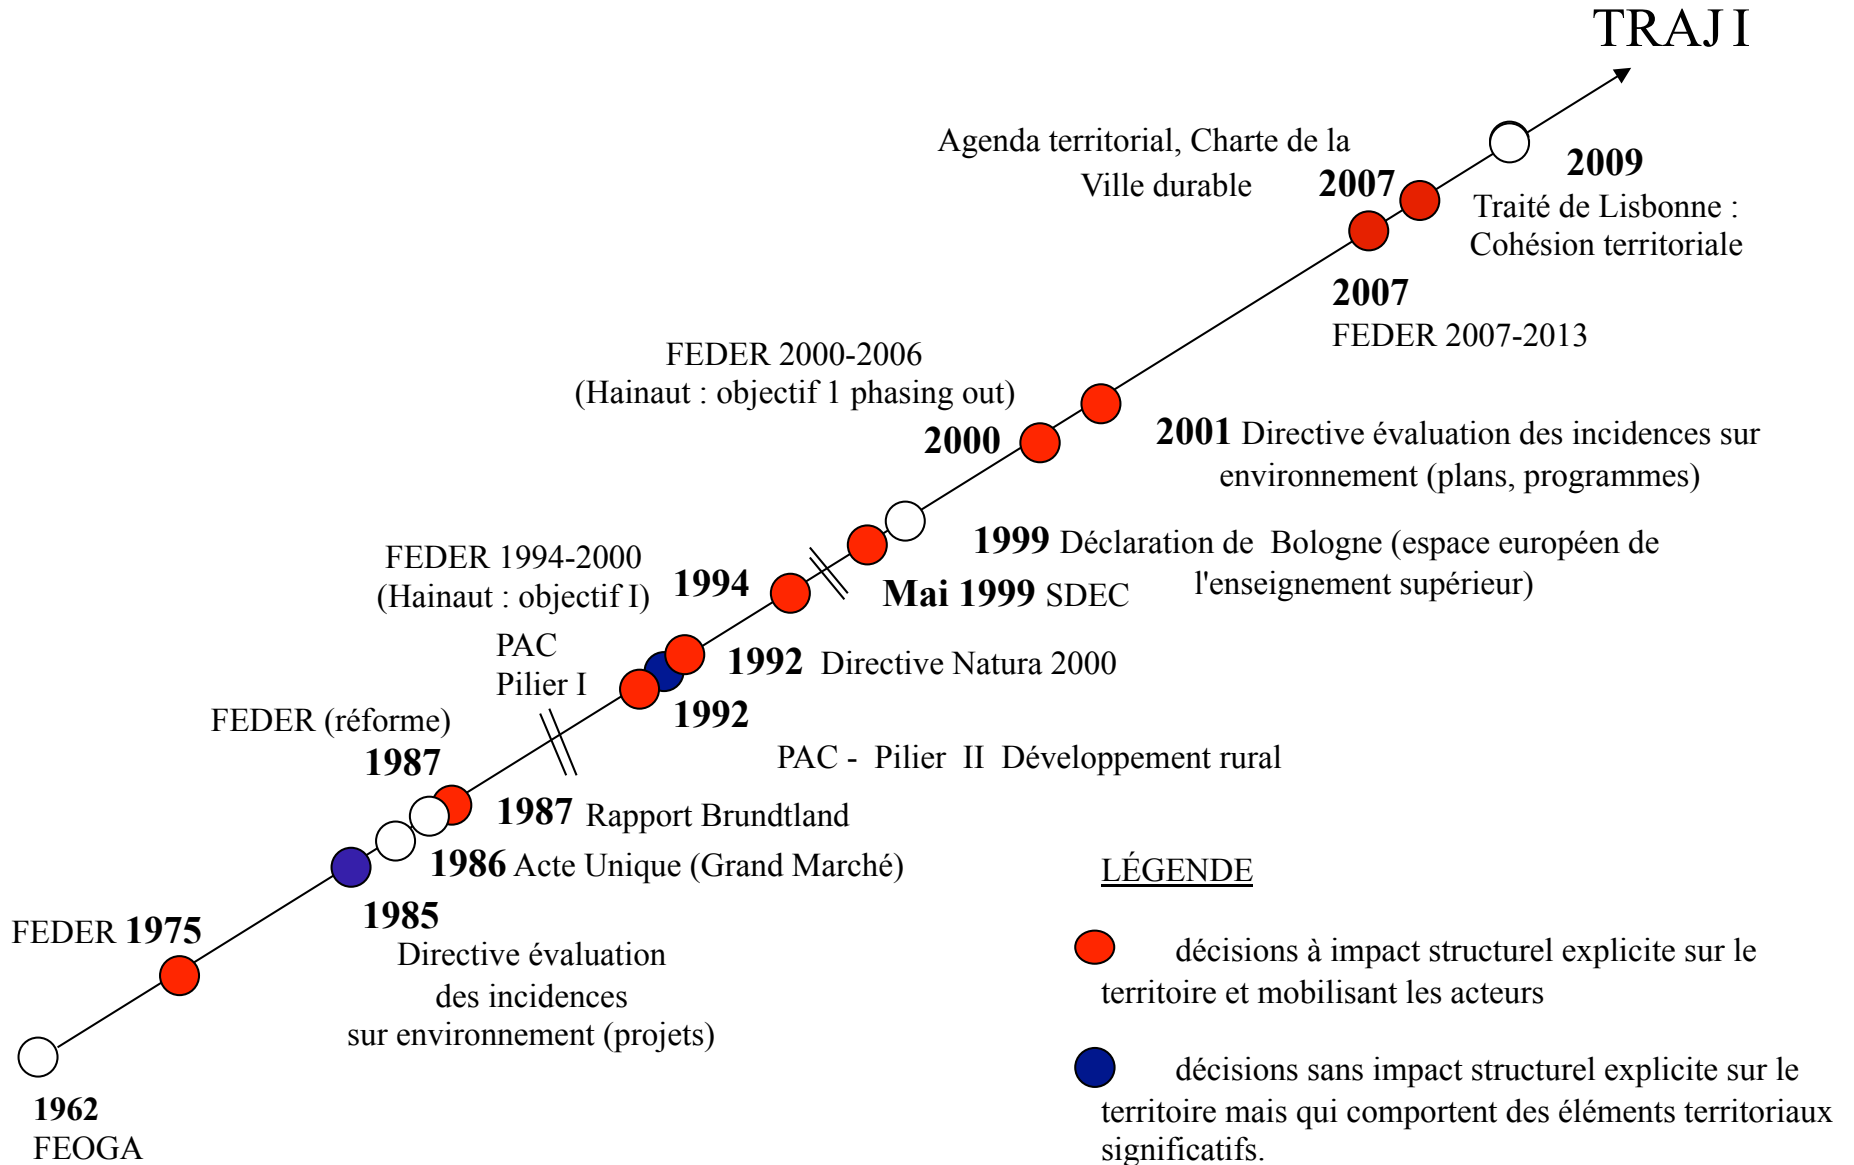 TRAJ I
Agenda territorial, Charte de la
Ville durable
2007
2009
Traité de Lisbonne :
Cohésion territoriale
2007
FEDER 2007-2013
FEDER 2000-2006
(Hainaut : objectif 1 phasing out)
2000
2001 Directive évaluation des incidences sur
environnement (plans, programmes)
1999 Déclaration de Bologne (espace européen de
l'enseignement supérieur)
Mai 1999 SDEC
FEDER 1994-2000
(Hainaut : objectif I)
1994
PAC
Pilier I
1992 Directive Natura 2000
1992
PAC - Pilier II Développement rural
FEDER (réforme)
1987
1987 Rapport Brundtland
1986 Acte Unique (Grand Marché)
1985
Directive évaluation
des incidences
sur environnement (projets)
FEDER 1975
1962
FEOGA
LÉGENDE
décisions à impact structurel explicite sur le
territoire et mobilisant les acteurs
décisions sans impact structurel explicite sur le
territoire mais qui comportent des éléments territoriaux
significatifs.